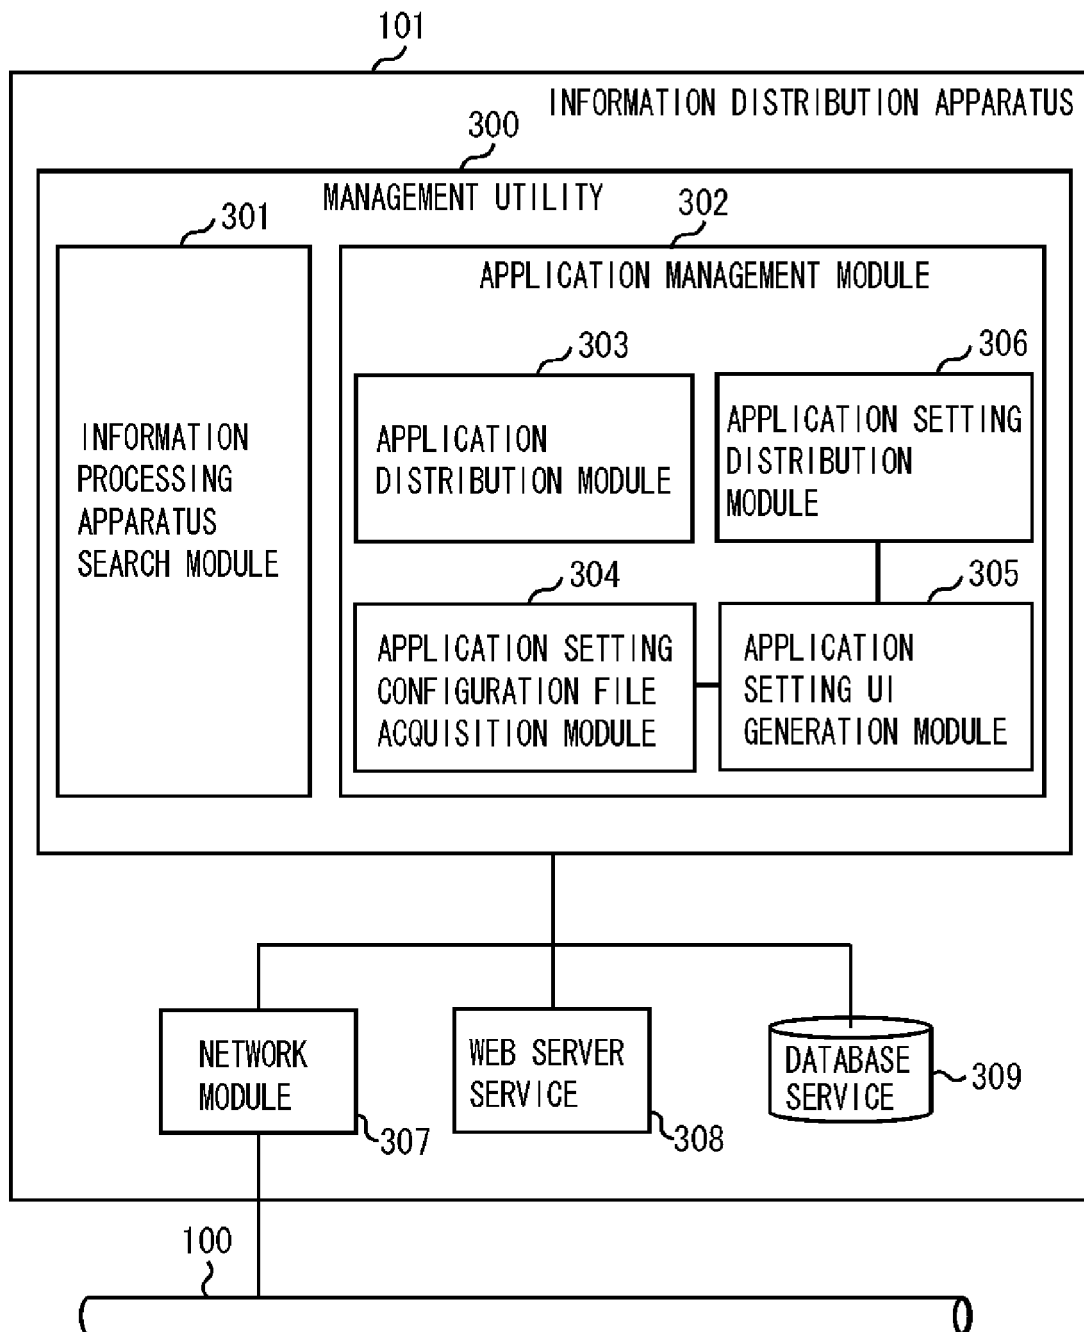 101
INFORMATION DISTRIBUTION APPARATUS
300
MANAGEMENT UTILITY
301
302
APPLICATION MANAGEMENT MODULE
INFORMATION
PROCESSING
APPARATUS
SEARCH MODULE
303
APPLICATION
DISTRIBUTION MODULE
306
APPLICATION SETTING
DISTRIBUTION
MODULE
304
APPLICATION SETTING
CONFIGURATION FILE
ACQUISITION MODULE
305
APPLICATION
SETTING UI
GENERATION MODULE
NETWORK
MODULE
307
WEB SERVER
SERVICE
308
DATABASE
SERVICE
309
100